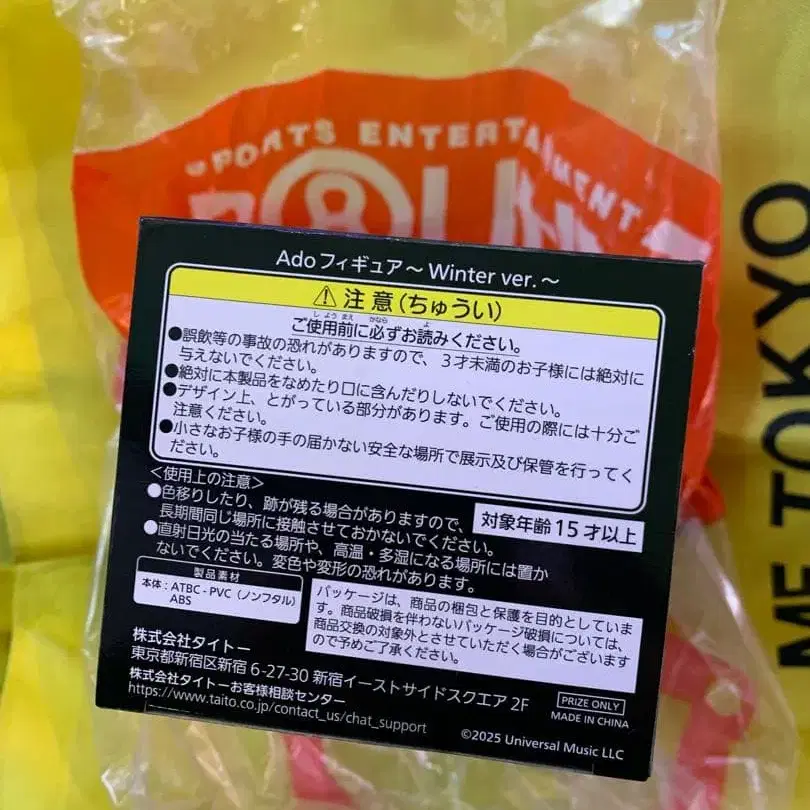 SPORTS ENTERTAINMENT
ME TOKYO
Adoフィギュア～Winter ver.～
⚠注意(ちゅうい)
ご使用前に必ずお読みください。
●誤飲等の事故の恐れがありますので、3才未満のお子様には絶対に
与えないでください。
●絶対に本製品をなめたり口に含んだりしないでください。
●デザイン上、とがっている部分があります。ご使用の際には十分ご
注意ください。
●小さなお子様の手の届かない安全な場所で展示及び保管を行ってく
ださい。
＜使用上の注意＞
●色移りしたり、跡が残る場合がありますので、
長期間同じ場所に接触させておかないでください。
●直射日光の当たる場所や、高温・多湿になる場所には置か
ないでください。変色や変形の恐れがあります。
対象年齢15才以上
製品素材
本体：ATBC-PVC（ノンフタル）
ABS
パッケージは、商品の梱包と保護を目的としていま
す。商品破損を伴わないパッケージ破損については、
商品交換の対象外とさせていただく場合がございます
ので予めご了承ください。
株式会社タイトー
東京都新宿区新宿6-27-30 新宿イーストサイドスクエア 2F
株式会社タイトーお客様相談センター
https://www.taito.co.jp/contact_us/chat_support
PRIZE ONLY
MADE IN CHINA
©2025 Universal Music LLC